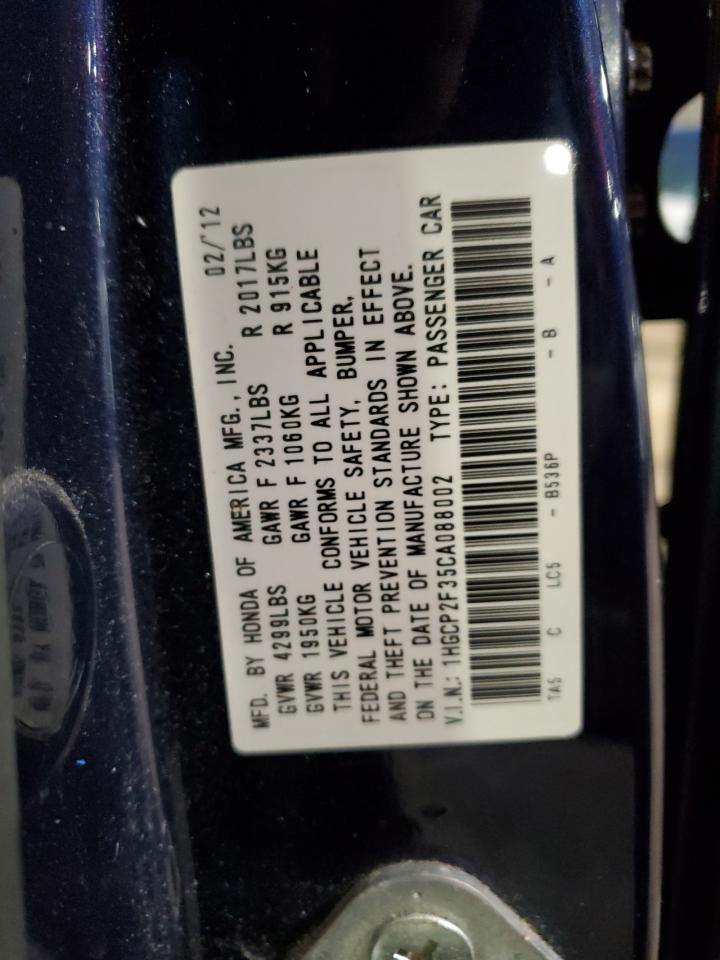 MFD. BY HONDA OF AMERICA MFG., INC. 02/'12
GVWR 4299LBS GAWR F 2337LBS R 2017LBS
GVWR 1950KG GAWR F 1060KG R 915KG
THIS VEHICLE CONFORMS TO ALL APPLICABLE
FEDERAL MOTOR VEHICLE SAFETY, BUMPER,
AND THEFT PREVENTION STANDARDS IN EFFECT
ON THE DATE OF MANUFACTURE SHOWN ABOVE.
V.I.N.: 1HGCP2F35CA088002 TYPE: PASSENGER CAR
TA5 C LC5 - B536P - B - A